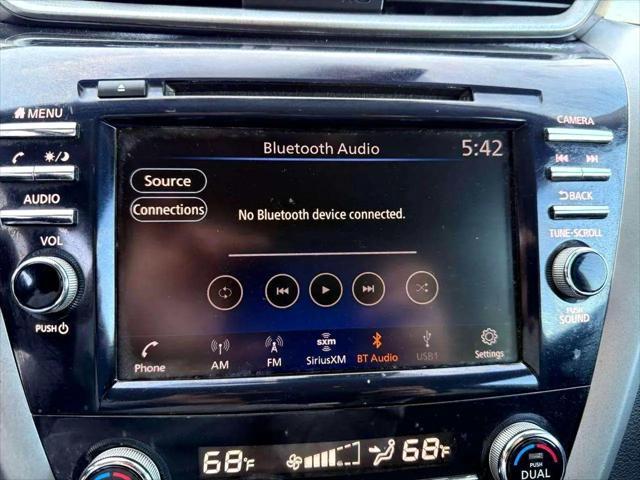 MENU
AUDIO
VOL
PUSH
Bluetooth Audio
5:42
Source
Connections
No Bluetooth device connected.
Phone
AM
FM
sxm
SiriusXM
BT Audio
USB1
Settings
CAMERA
BACK
TUNE-SCROLL
PUSH
SOUND
68°F
68°F
PUSH
DUAL